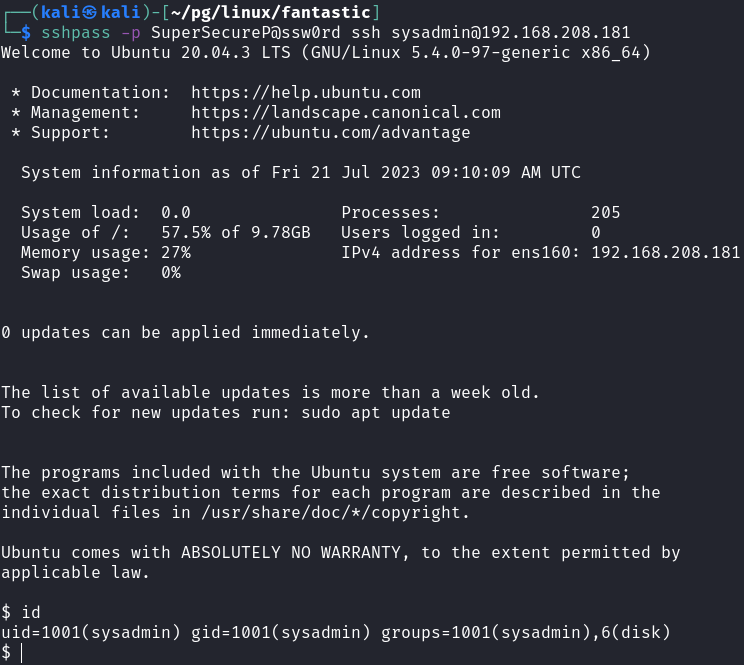 ┌──(kali㉿kali)-[~/pg/linux/fantastic]
└─$ sshpass -p SuperSecureP@ssw0rd ssh sysadmin@192.168.208.181
Welcome to Ubuntu 20.04.3 LTS (GNU/Linux 5.4.0-97-generic x86_64)

 * Documentation:  https://help.ubuntu.com
 * Management:     https://landscape.canonical.com
 * Support:        https://ubuntu.com/advantage

  System information as of Fri 21 Jul 2023 09:10:09 AM UTC

  System load:  0.0               Processes:               205
  Usage of /:   57.5% of 9.78GB   Users logged in:         0
  Memory usage: 27%               IPv4 address for ens160: 192.168.208.181
  Swap usage:   0%

0 updates can be applied immediately.

The list of available updates is more than a week old.
To check for new updates run: sudo apt update

The programs included with the Ubuntu system are free software;
the exact distribution terms for each program are described in the
individual files in /usr/share/doc/*/copyright.

Ubuntu comes with ABSOLUTELY NO WARRANTY, to the extent permitted by
applicable law.

$ id
uid=1001(sysadmin) gid=1001(sysadmin) groups=1001(sysadmin),6(disk)
$